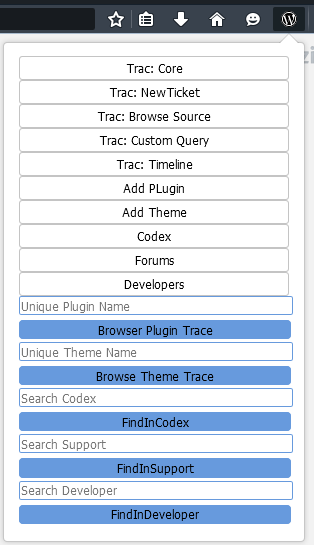 Trac: Core
Trac: NewTicket
Trac: Browse Source
Trac: Custom Query
Trac: Timeline
Add PLugin
Add Theme
Codex
Forums
Developers
Unique Plugin Name
Browser Plugin Trace
Unique Theme Name
Browse Theme Trace
Search Codex
FindInCodex
Search Support
FindInSupport
Search Developer
FindInDeveloper